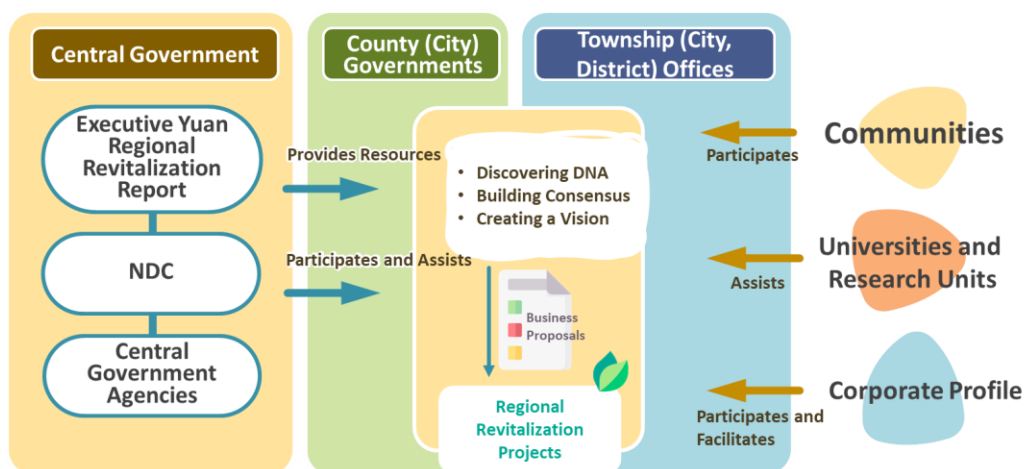 Central Government
Executive Yuan
Regional
Revitalization
Report
NDC
Central
Government
Agencies
County (City)
Governments
Provides Resources
Participates and Assists
Township (City,
District) Offices
• Discovering DNA
• Building Consensus
• Creating a Vision
Business
Proposals
Regional
Revitalization
Projects
Communities
Participates
Universities and
Research Units
Assists
Corporate Profile
Participates and
Facilitates